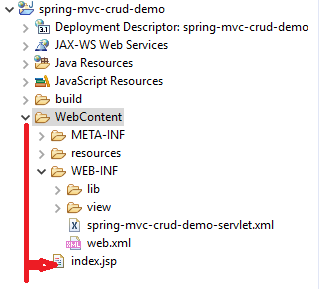 spring-mvc-crud-demo
Deployment Descriptor: spring-mvc-crud-demo
JAX-WS Web Services
Java Resources
JavaScript Resources
build
WebContent
META-INF
resources
WEB-INF
lib
view
spring-mvc-crud-demo-servlet.xml
web.xml
index.jsp